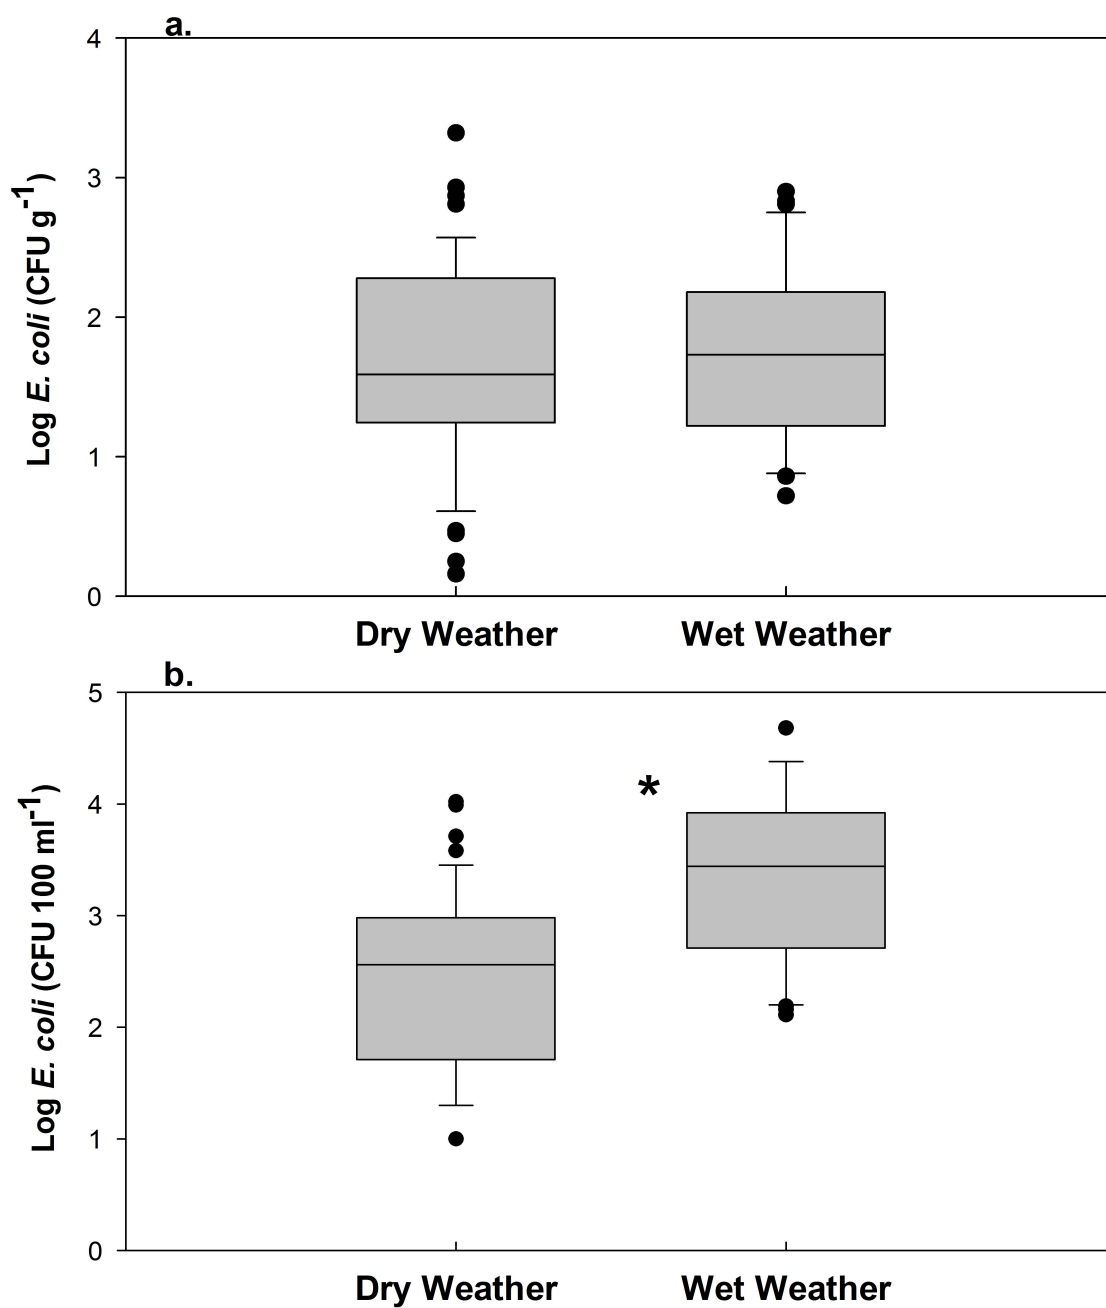 a.
4
3
2
1
0
Log E. coli (CFU g-1)
Dry Weather Wet Weather
b.
5
4
3
2
1
0
Log E. coli (CFU 100 ml-1)
*
Dry Weather Wet Weather